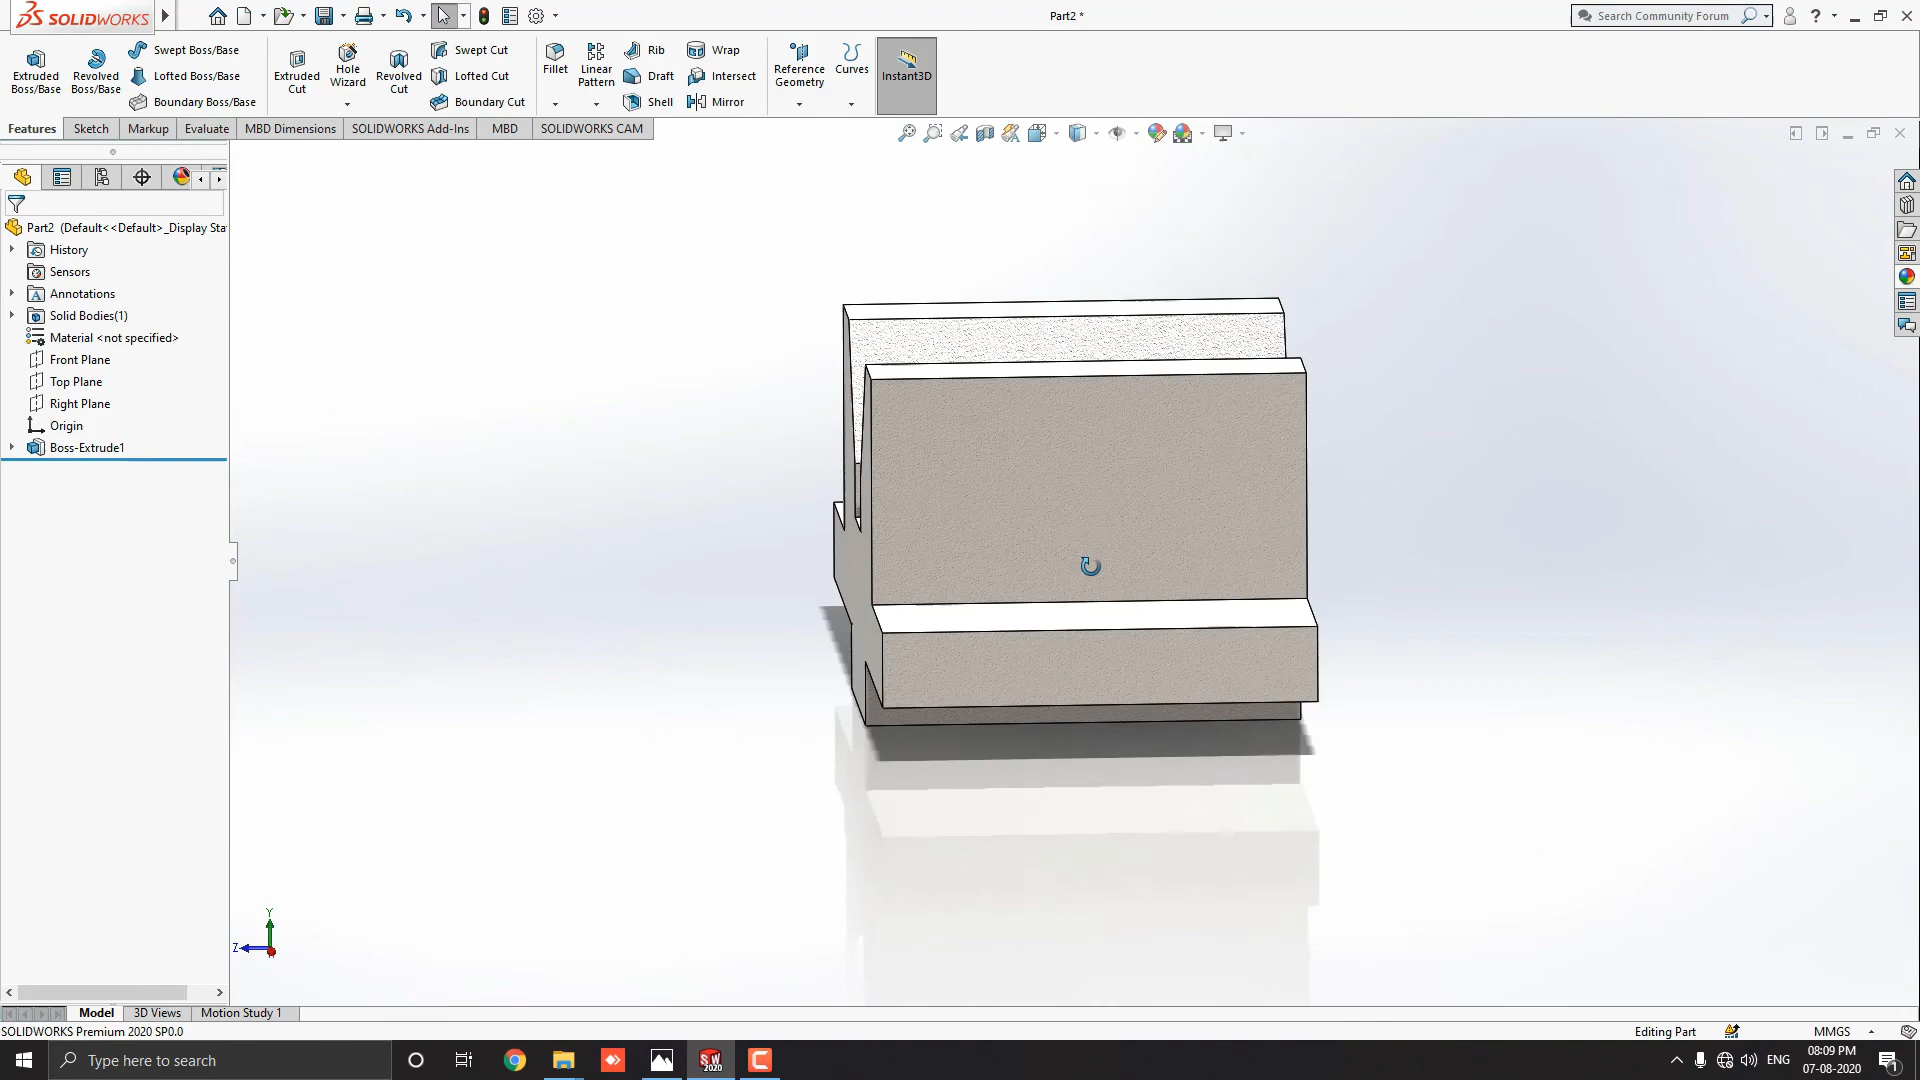 SOLIDWORKS
Part2 *
Search Community Forum
Extruded Boss/Base
Revolved Boss/Base
Swept Boss/Base
Lofted Boss/Base
Boundary Boss/Base
Extruded Cut
Hole Wizard
Revolved Cut
Swept Cut
Lofted Cut
Boundary Cut
Fillet
Linear Pattern
Rib
Draft
Shell
Wrap
Intersect
Mirror
Reference Geometry
Curves
Instant3D
Features
Sketch
Markup
Evaluate
MBD Dimensions
SOLIDWORKS Add-Ins
MBD
SOLIDWORKS CAM
Part2 (Default<<Default>_Display Sta
History
Sensors
Annotations
Solid Bodies(1)
Material <not specified>
Front Plane
Top Plane
Right Plane
Origin
Boss-Extrude1
Y
Z
Model
3D Views
Motion Study 1
SOLIDWORKS Premium 2020 SP0.0
Editing Part
MMGS
Type here to search
SW 2020
ENG
08:09 PM
07-08-2020
1